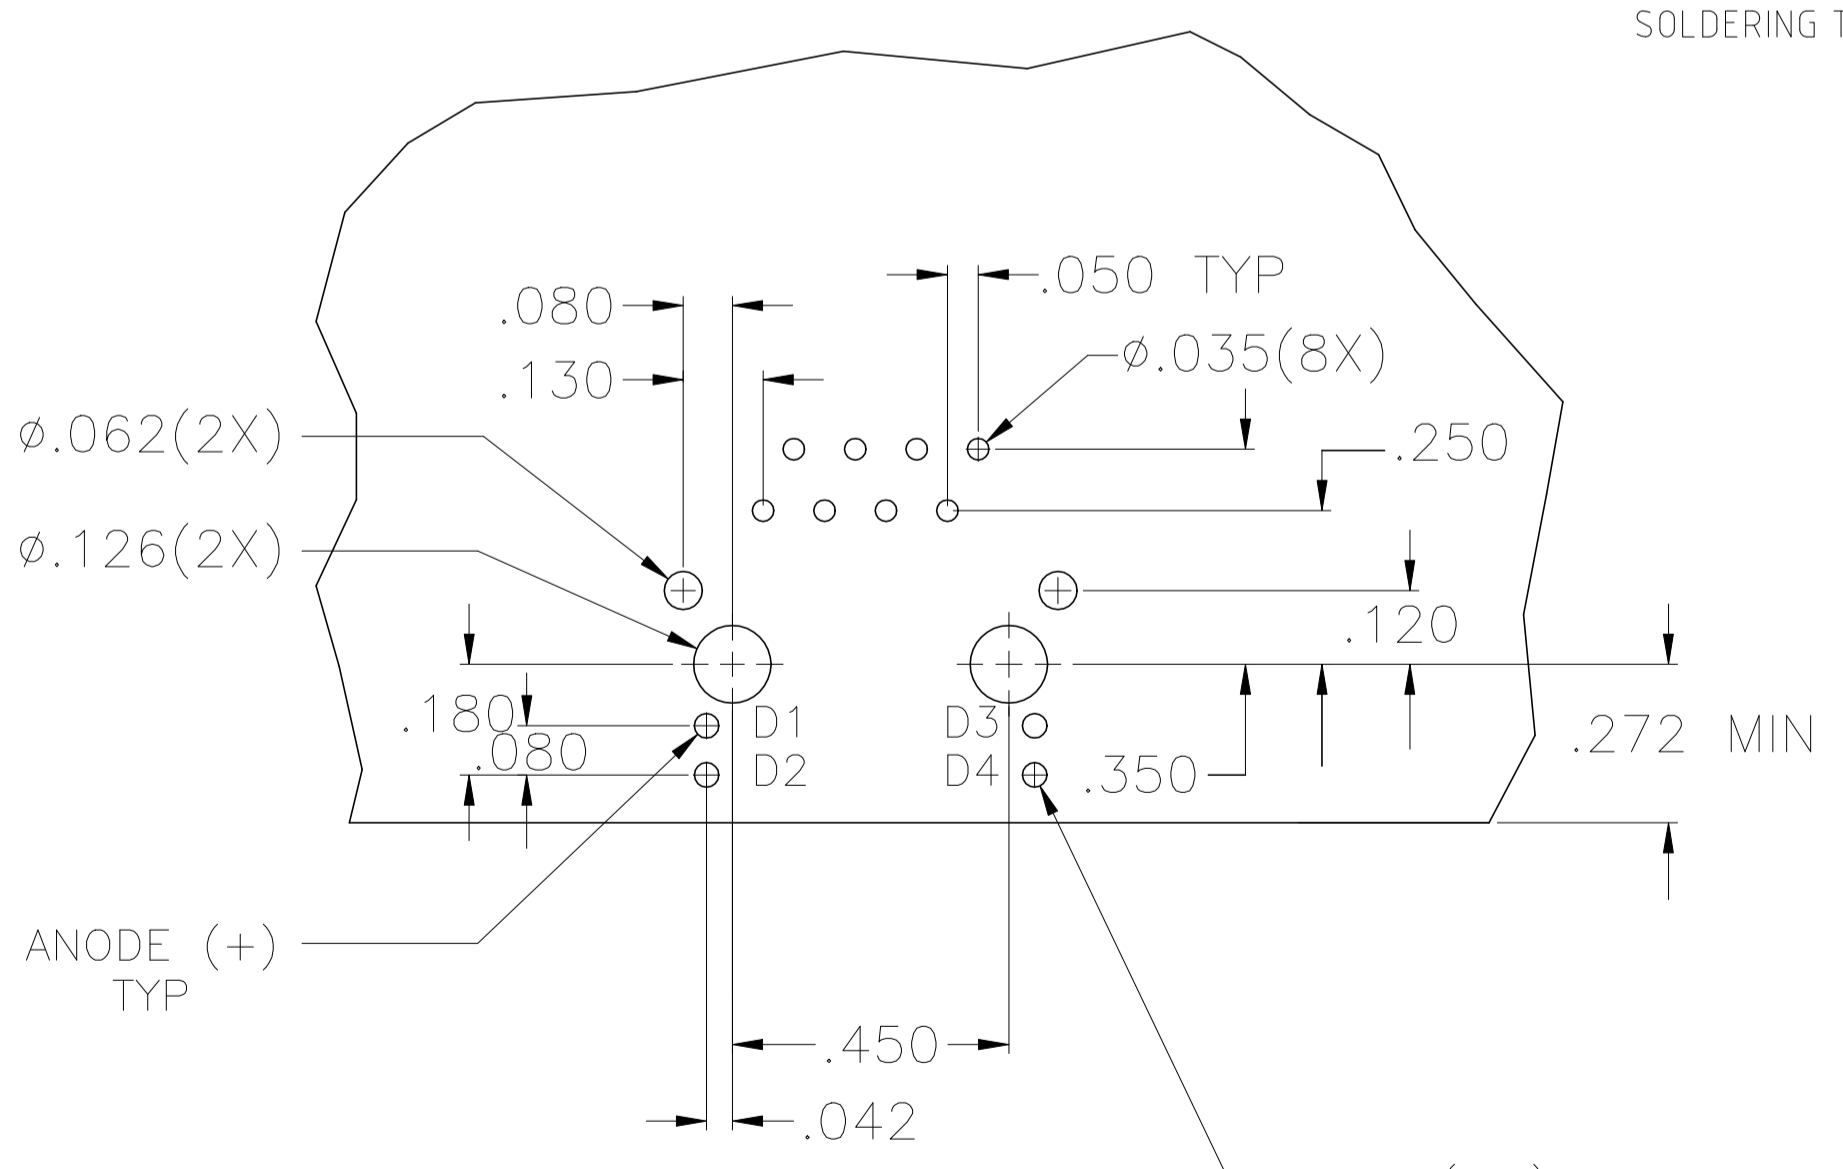 SOLDERING T
.050 TYP
.080
ø.035(8X)
.130
ø.062(2X)
.250
ø.126(2X)
.120
.180
D1
D3
.272 MIN
.080
D2
D4
.350
ANODE (+)
TYP
.450
.042